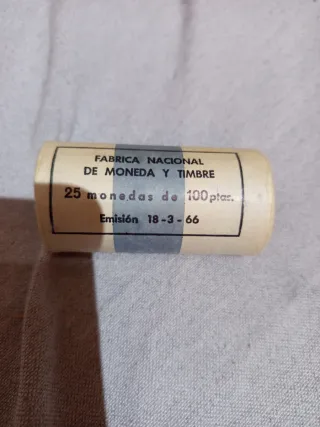 FABRICA NACIONAL
DE MONEDA Y TIMBRE
25 monedas de 100 ptas.
Emisión 18-3-66